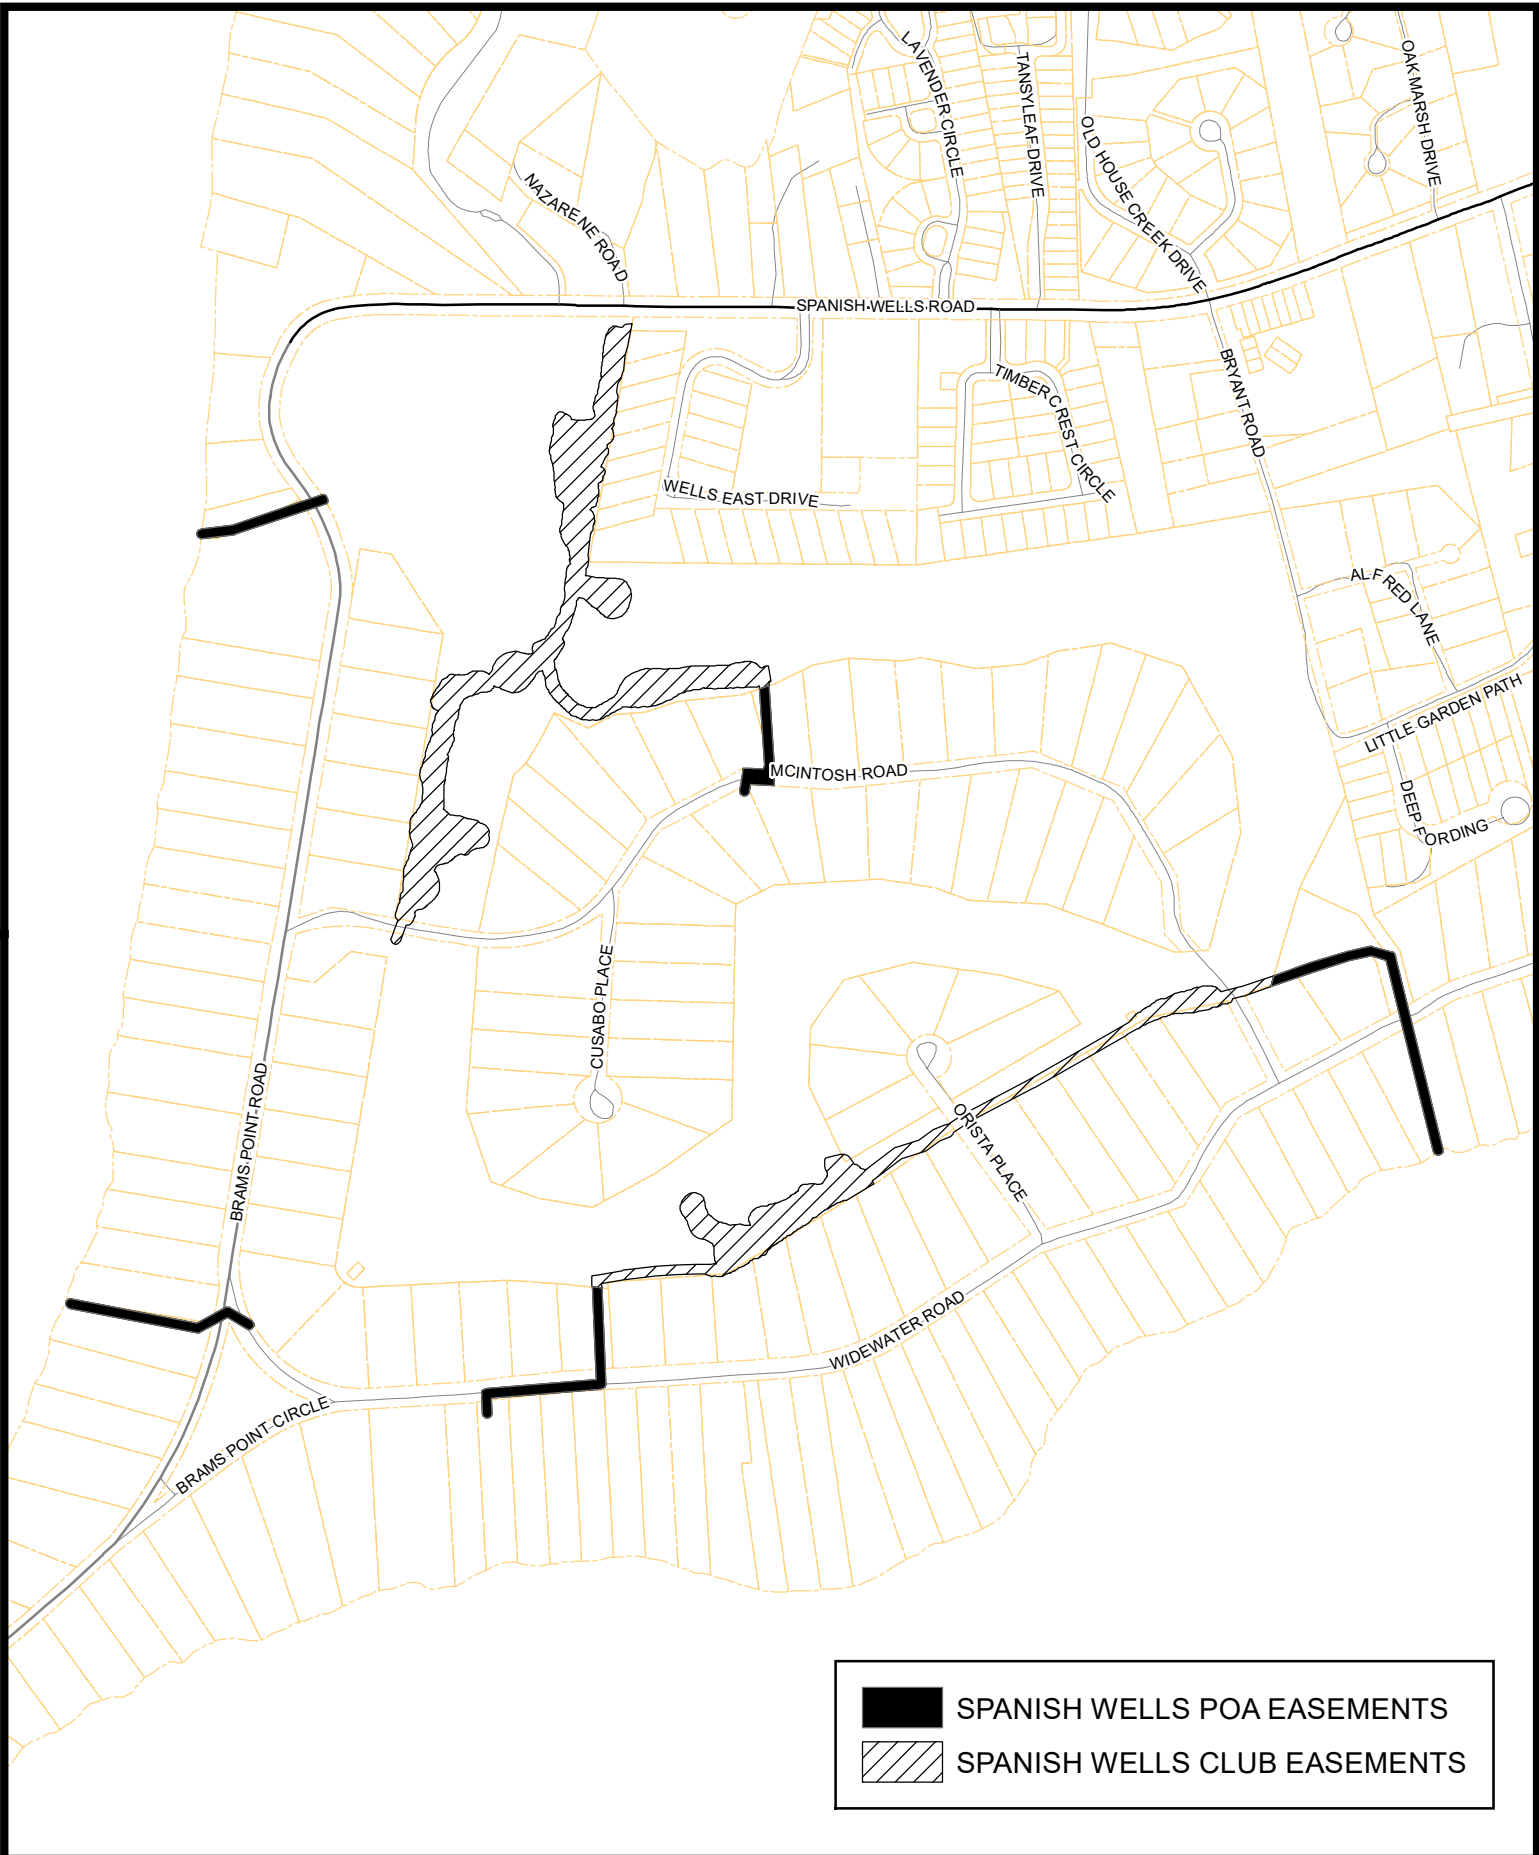 LAVENDER CIRCLE
TANSYLEAF DRIVE
OAK MARSH DRIVE
OLD HOUSE CREEK DRIVE
NAZARENE ROAD
SPANISH WELLS ROAD
BRYANT ROAD
TIMBERCREST CIRCLE
WELLS EAST DRIVE
ALFRED LANE
LITTLE GARDEN PATH
MCINTOSH ROAD
DEEP FORDING
CUSABO PLACE
BRAMS POINT ROAD
ORISTA PLACE
WIDEWATER ROAD
BRAMS POINT CIRCLE
SPANISH WELLS POA EASEMENTS
SPANISH WELLS CLUB EASEMENTS